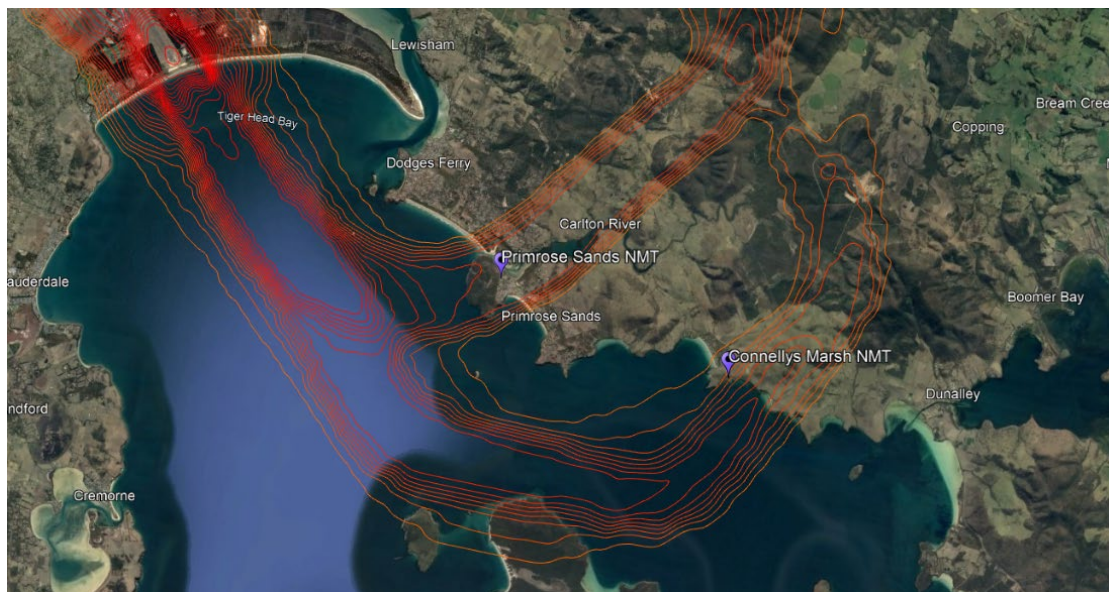 Lewisham
Bream Cree
Tiger Head Bay
Copping
Dodges Ferry
Carlton River
Primrose Sands NMT
auderdale
Boomer Bay
Primrose Sands
Connellys Marsh NMT
Dunalley
ndford
Cremorne